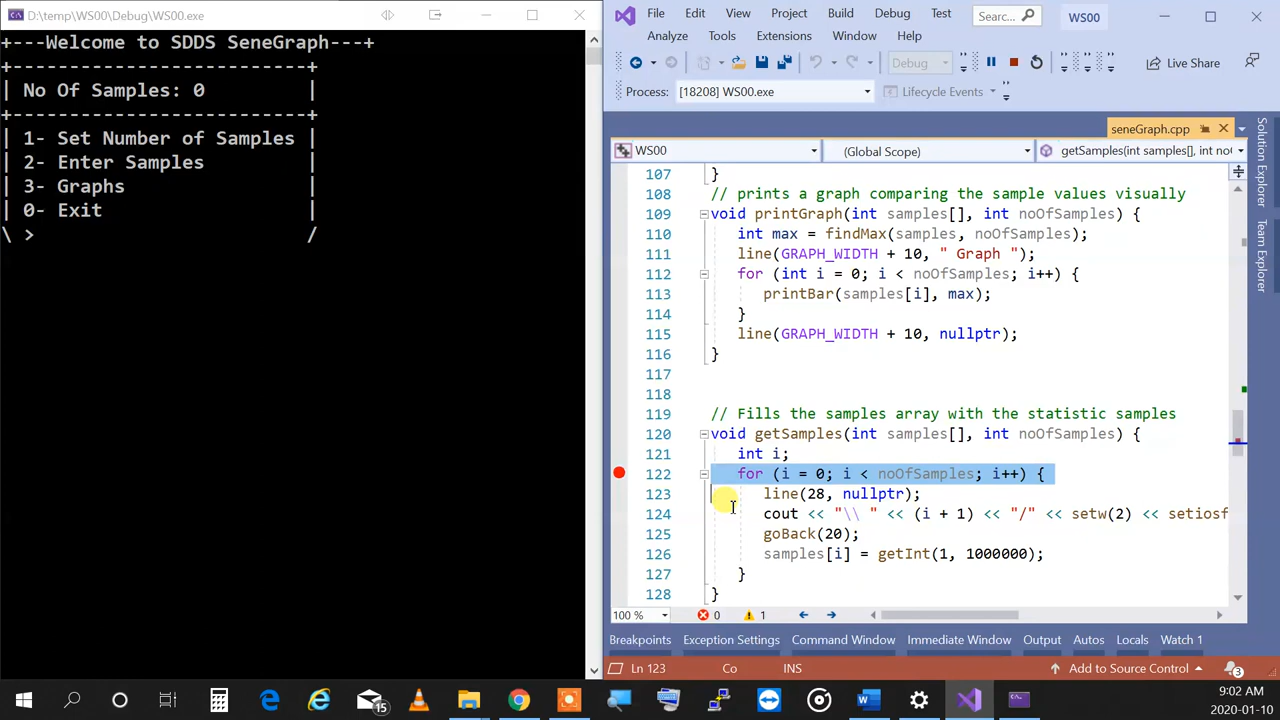 D:\temp\WS00\Debug\WS00.exe
+---Welcome to SDDS SeneGraph---+
+--------------------------+
| No Of Samples: 0         |
+--------------------------+
| 1- Set Number of Samples |
| 2- Enter Samples         |
| 3- Graphs                |
| 0- Exit                  |
\ >                        /
File Edit View Project Build Debug Test Searc... WS00
Analyze Tools Extensions Window Help
Debug Live Share
Process: [18208] WS00.exe Lifecycle Events
seneGraph.cpp
WS00 (Global Scope) getSamples(int samples[], int no
107 }
108 // prints a graph comparing the sample values visually
109 void printGraph(int samples[], int noOfSamples) {
110 int max = findMax(samples, noOfSamples);
111 line(GRAPH_WIDTH + 10, " Graph ");
112 for (int i = 0; i < noOfSamples; i++) {
113 printBar(samples[i], max);
114 }
115 line(GRAPH_WIDTH + 10, nullptr);
116 }
117
118
119 // Fills the samples array with the statistic samples
120 void getSamples(int samples[], int noOfSamples) {
121 int i;
122 for (i = 0; i < noOfSamples; i++) {
123 line(28, nullptr);
124 cout << "\\ " << (i + 1) << "/" << setw(2) << setiosf
125 goBack(20);
126 samples[i] = getInt(1, 1000000);
127 }
128 }
100 % 0 1
Solution Explorer
Team Explorer
Breakpoints Exception Settings Command Window Immediate Window Output Autos Locals Watch 1
Ln 123 Co INS Add to Source Control 3
15
9:02 AM
2020-01-10